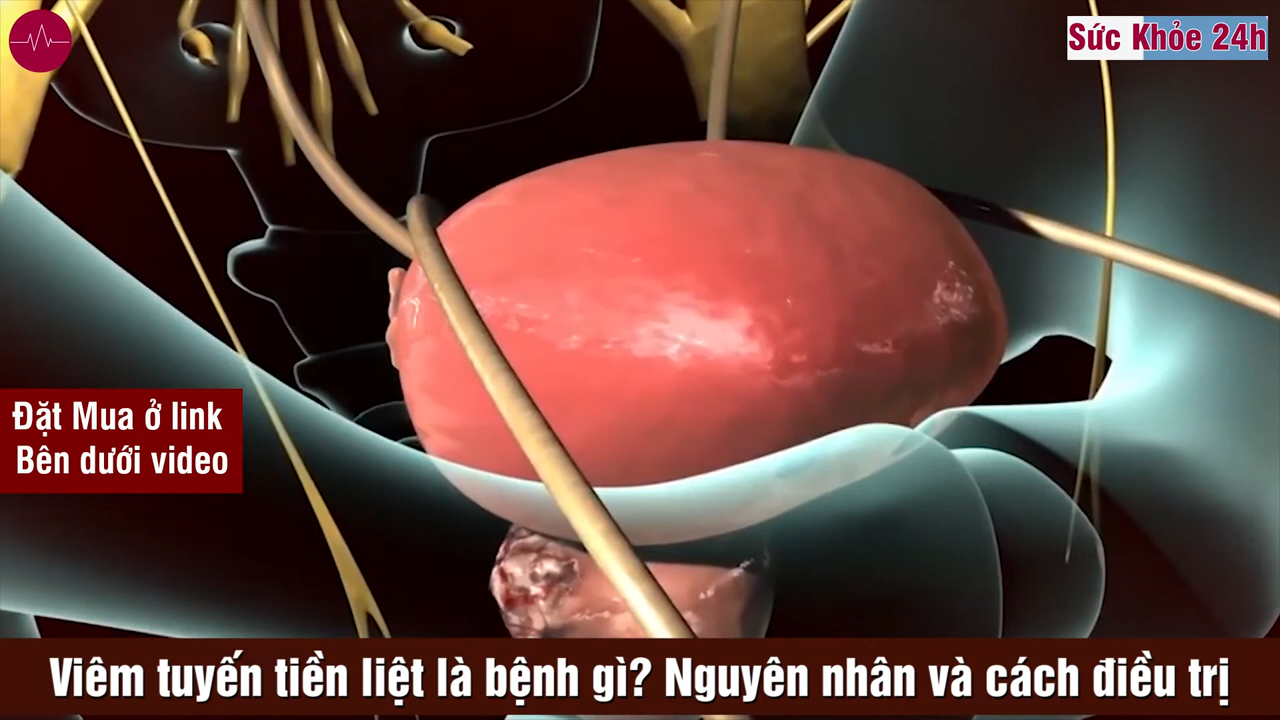 Sức Khỏe 24h
Đặt Mua ở link
Bên dưới video
Viêm tuyến tiền liệt là bệnh gì? Nguyên nhân và cách điều trị